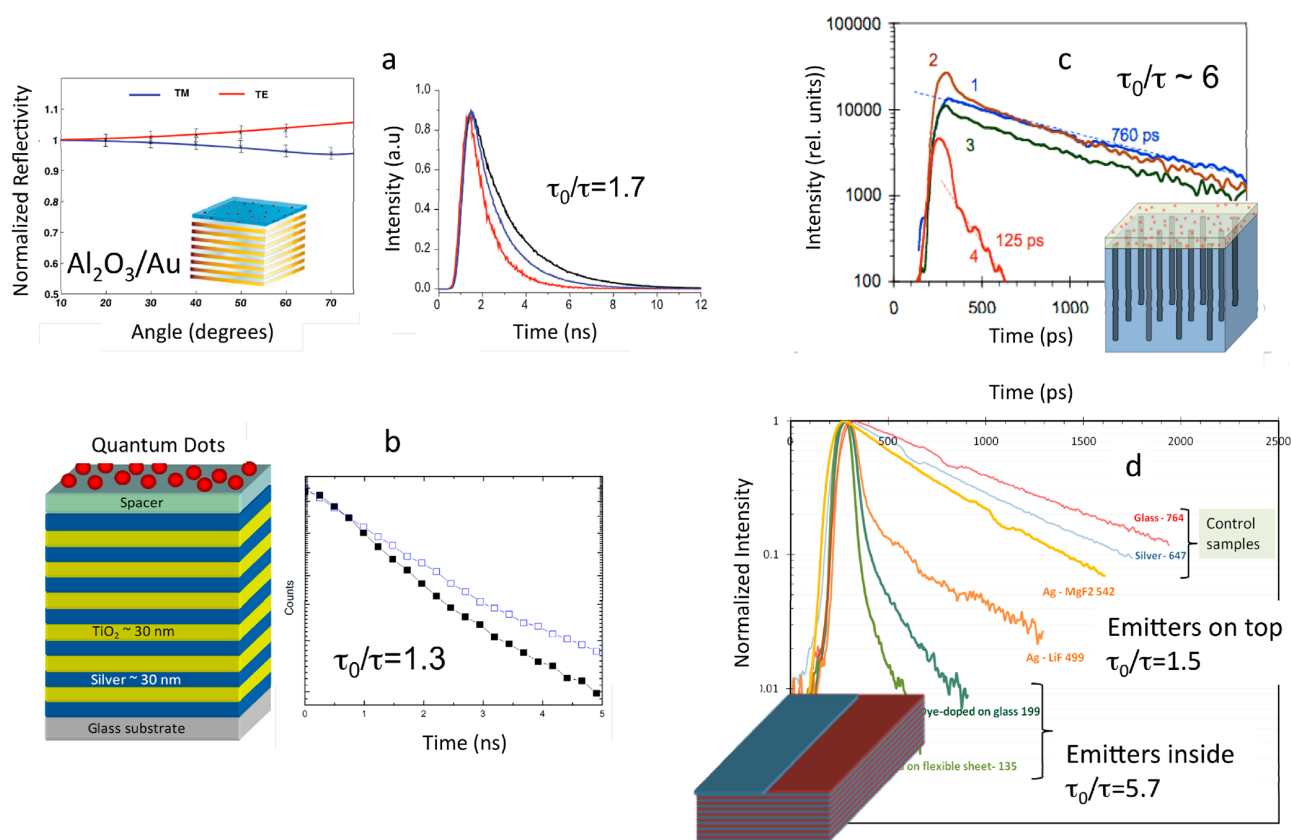 a
TM
TE
Normalized Reflectivity
1.1
1
0.9
0.8
0.7
0.6
0.5
Al₂O₃/Au
10
20
30
40
50
60
70
Angle (degrees)
Intensity (a.u)
1.0
0.8
0.6
0.4
0.2
0.0
τ₀/τ=1.7
0
2
4
6
8
10
12
Time (ns)
c
Intensity (rel. units))
100000
10000
1000
100
τ₀/τ ~ 6
2
1
3
4
760 ps
125 ps
0
500
1000
Time (ps)
b
Quantum Dots
Spacer
TiO₂ ~ 30 nm
Silver ~ 30 nm
Glass substrate
Counts
τ₀/τ=1.3
0
1
2
3
4
5
Time (ns)
Time (ps)
0
500
1000
1500
2000
2500
d
Normalized Intensity
1
0.1
0.01
Glass - 764
Silver - 647
Control
samples
Ag - MgF2 542
Ag - LiF 499
Emitters on top
τ₀/τ=1.5
Dye-doped on glass 199
on flexible sheet- 135
Emitters inside
τ₀/τ=5.7